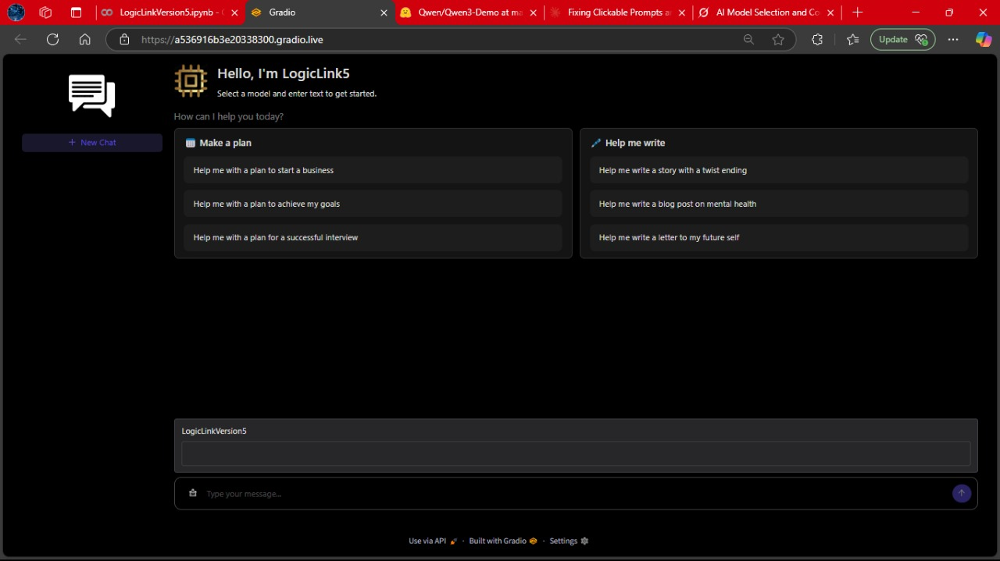 LogicLinkVersion5.ipynb - 
Gradio
Qwen/Qwen3-Demo at ma
Fixing Clickable Prompts a
AI Model Selection and Co
https://a536916b3e20338300.gradio.live
Update
Hello, I'm LogicLink5
Select a model and enter text to get started.
New Chat
How can I help you today?
Make a plan
Help me with a plan to start a business
Help me with a plan to achieve my goals
Help me with a plan for a successful interview
Help me write
Help me write a story with a twist ending
Help me write a blog post on mental health
Help me write a letter to my future self
LogicLinkVersion5
Type your message...
Use via API · Built with Gradio · Settings